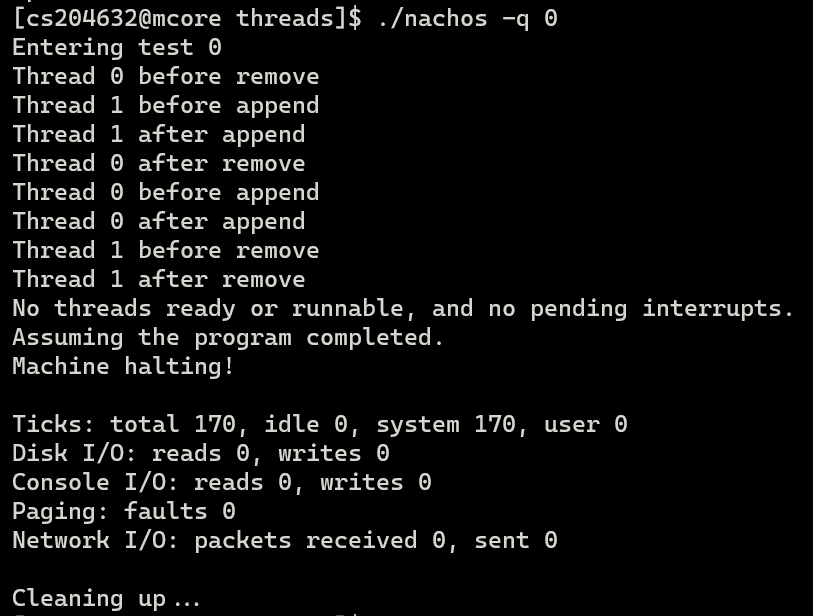 [cs204632@mcore threads]$ ./nachos -q 0
Entering test 0
Thread 0 before remove
Thread 1 before append
Thread 1 after append
Thread 0 after remove
Thread 0 before append
Thread 0 after append
Thread 1 before remove
Thread 1 after remove
No threads ready or runnable, and no pending interrupts.
Assuming the program completed.
Machine halting!

Ticks: total 170, idle 0, system 170, user 0
Disk I/O: reads 0, writes 0
Console I/O: reads 0, writes 0
Paging: faults 0
Network I/O: packets received 0, sent 0

Cleaning up...